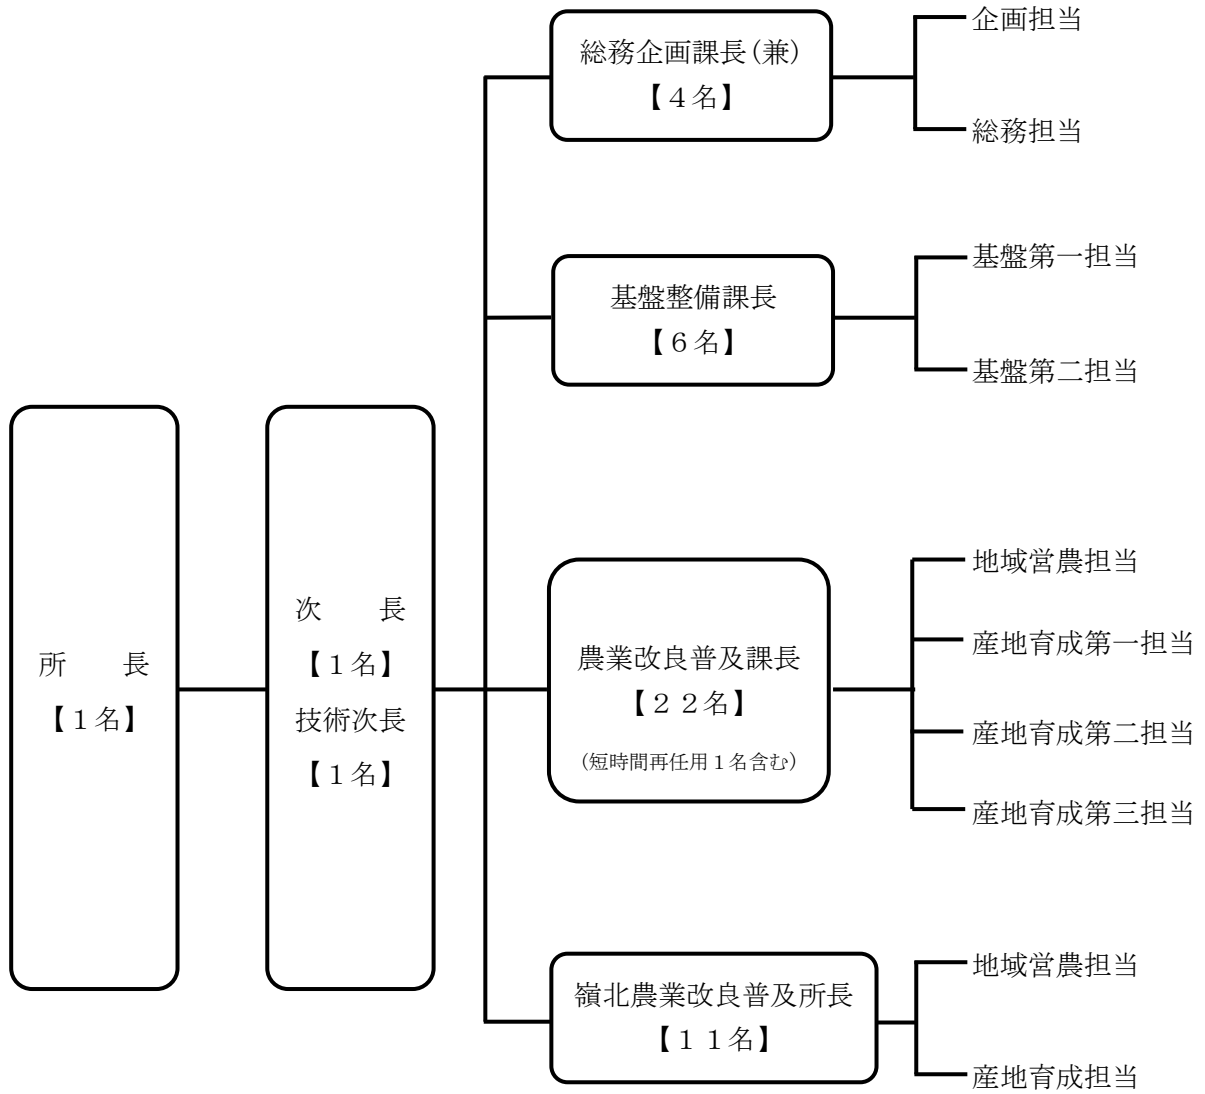 所　　長
【１名】
次　　長
【１名】
技術次長
【１名】
総務企画課長(兼)
【４名】
企画担当
総務担当
基盤整備課長
【６名】
基盤第一担当
基盤第二担当
農業改良普及課長
【２２名】
(短時間再任用１名含む)
地域営農担当
産地育成第一担当
産地育成第二担当
産地育成第三担当
嶺北農業改良普及所長
【１１名】
地域営農担当
産地育成担当